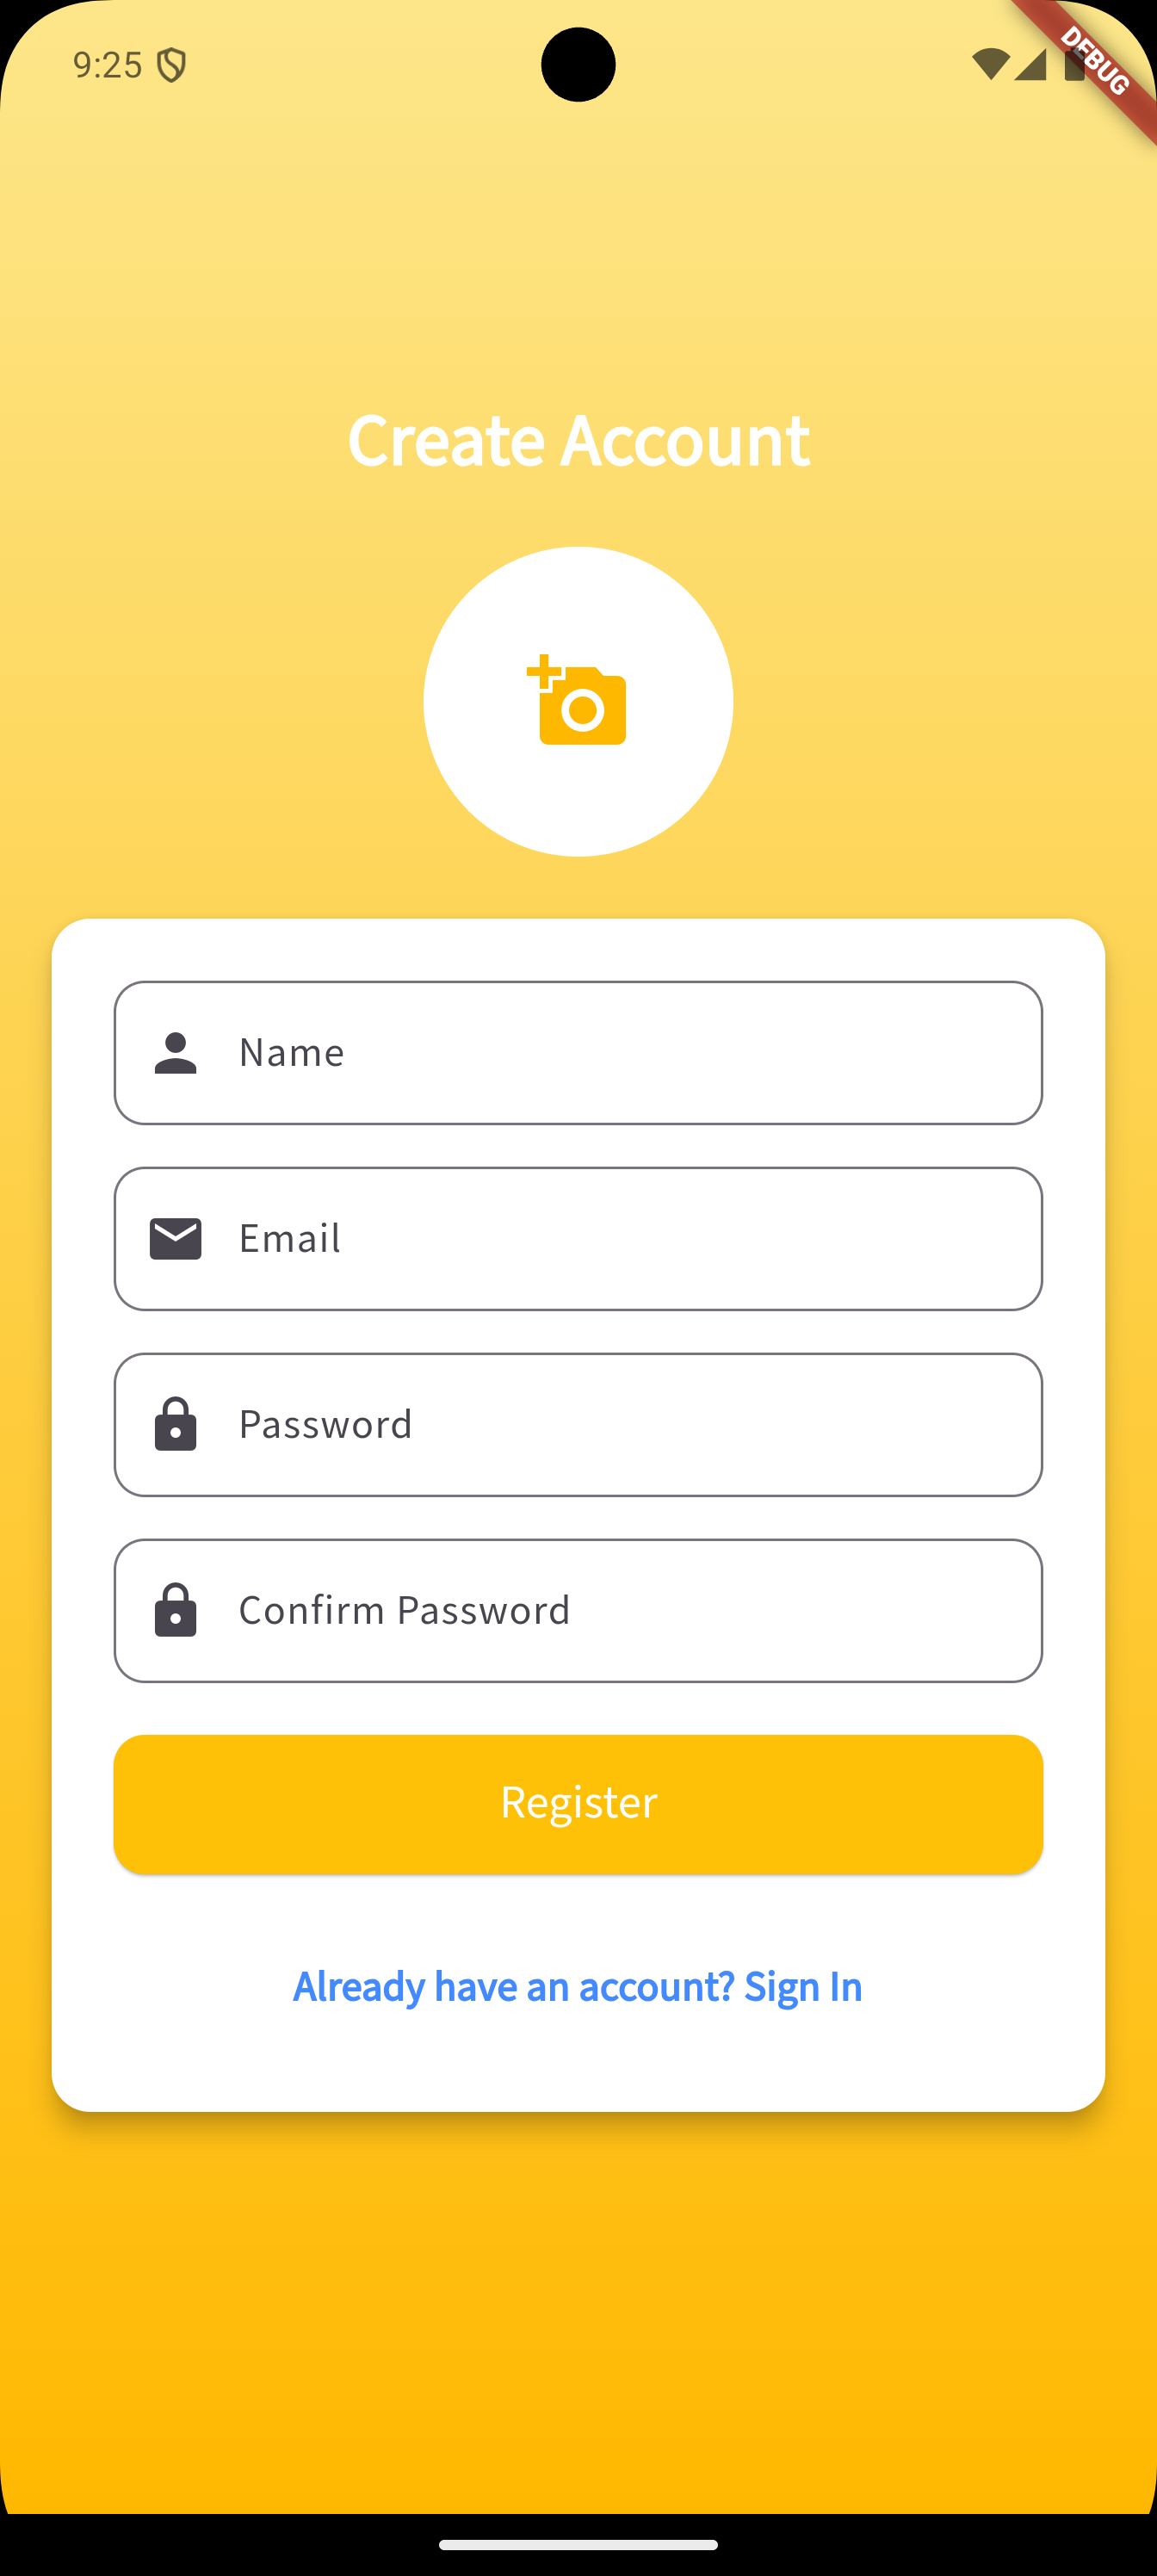 9:25
DEBUG
Create Account
Name
Email
Password
Confirm Password
Register
Already have an account? Sign In